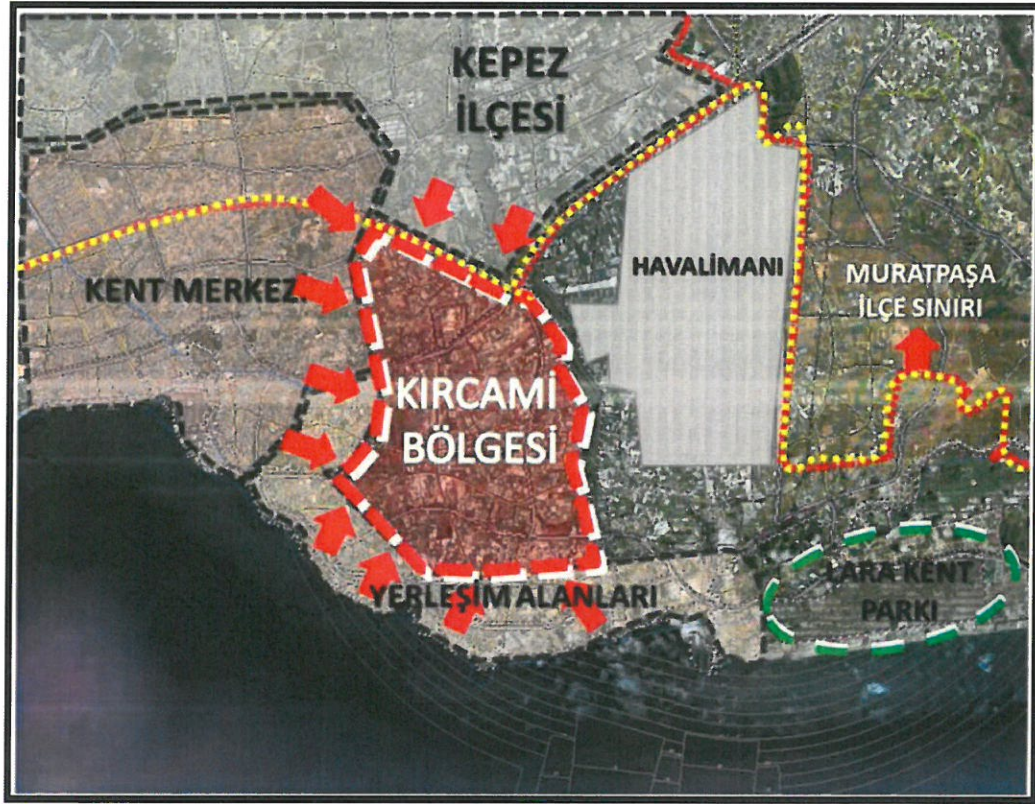 KEPEZ
İLÇESİ
HAVALİMANI
MURATPAŞA
İLÇE SINIRI
KENT MERKEZİ
KIRCAMİ
BÖLGESİ
YERLEŞİM ALANLARI
LARA KENT
PARKI